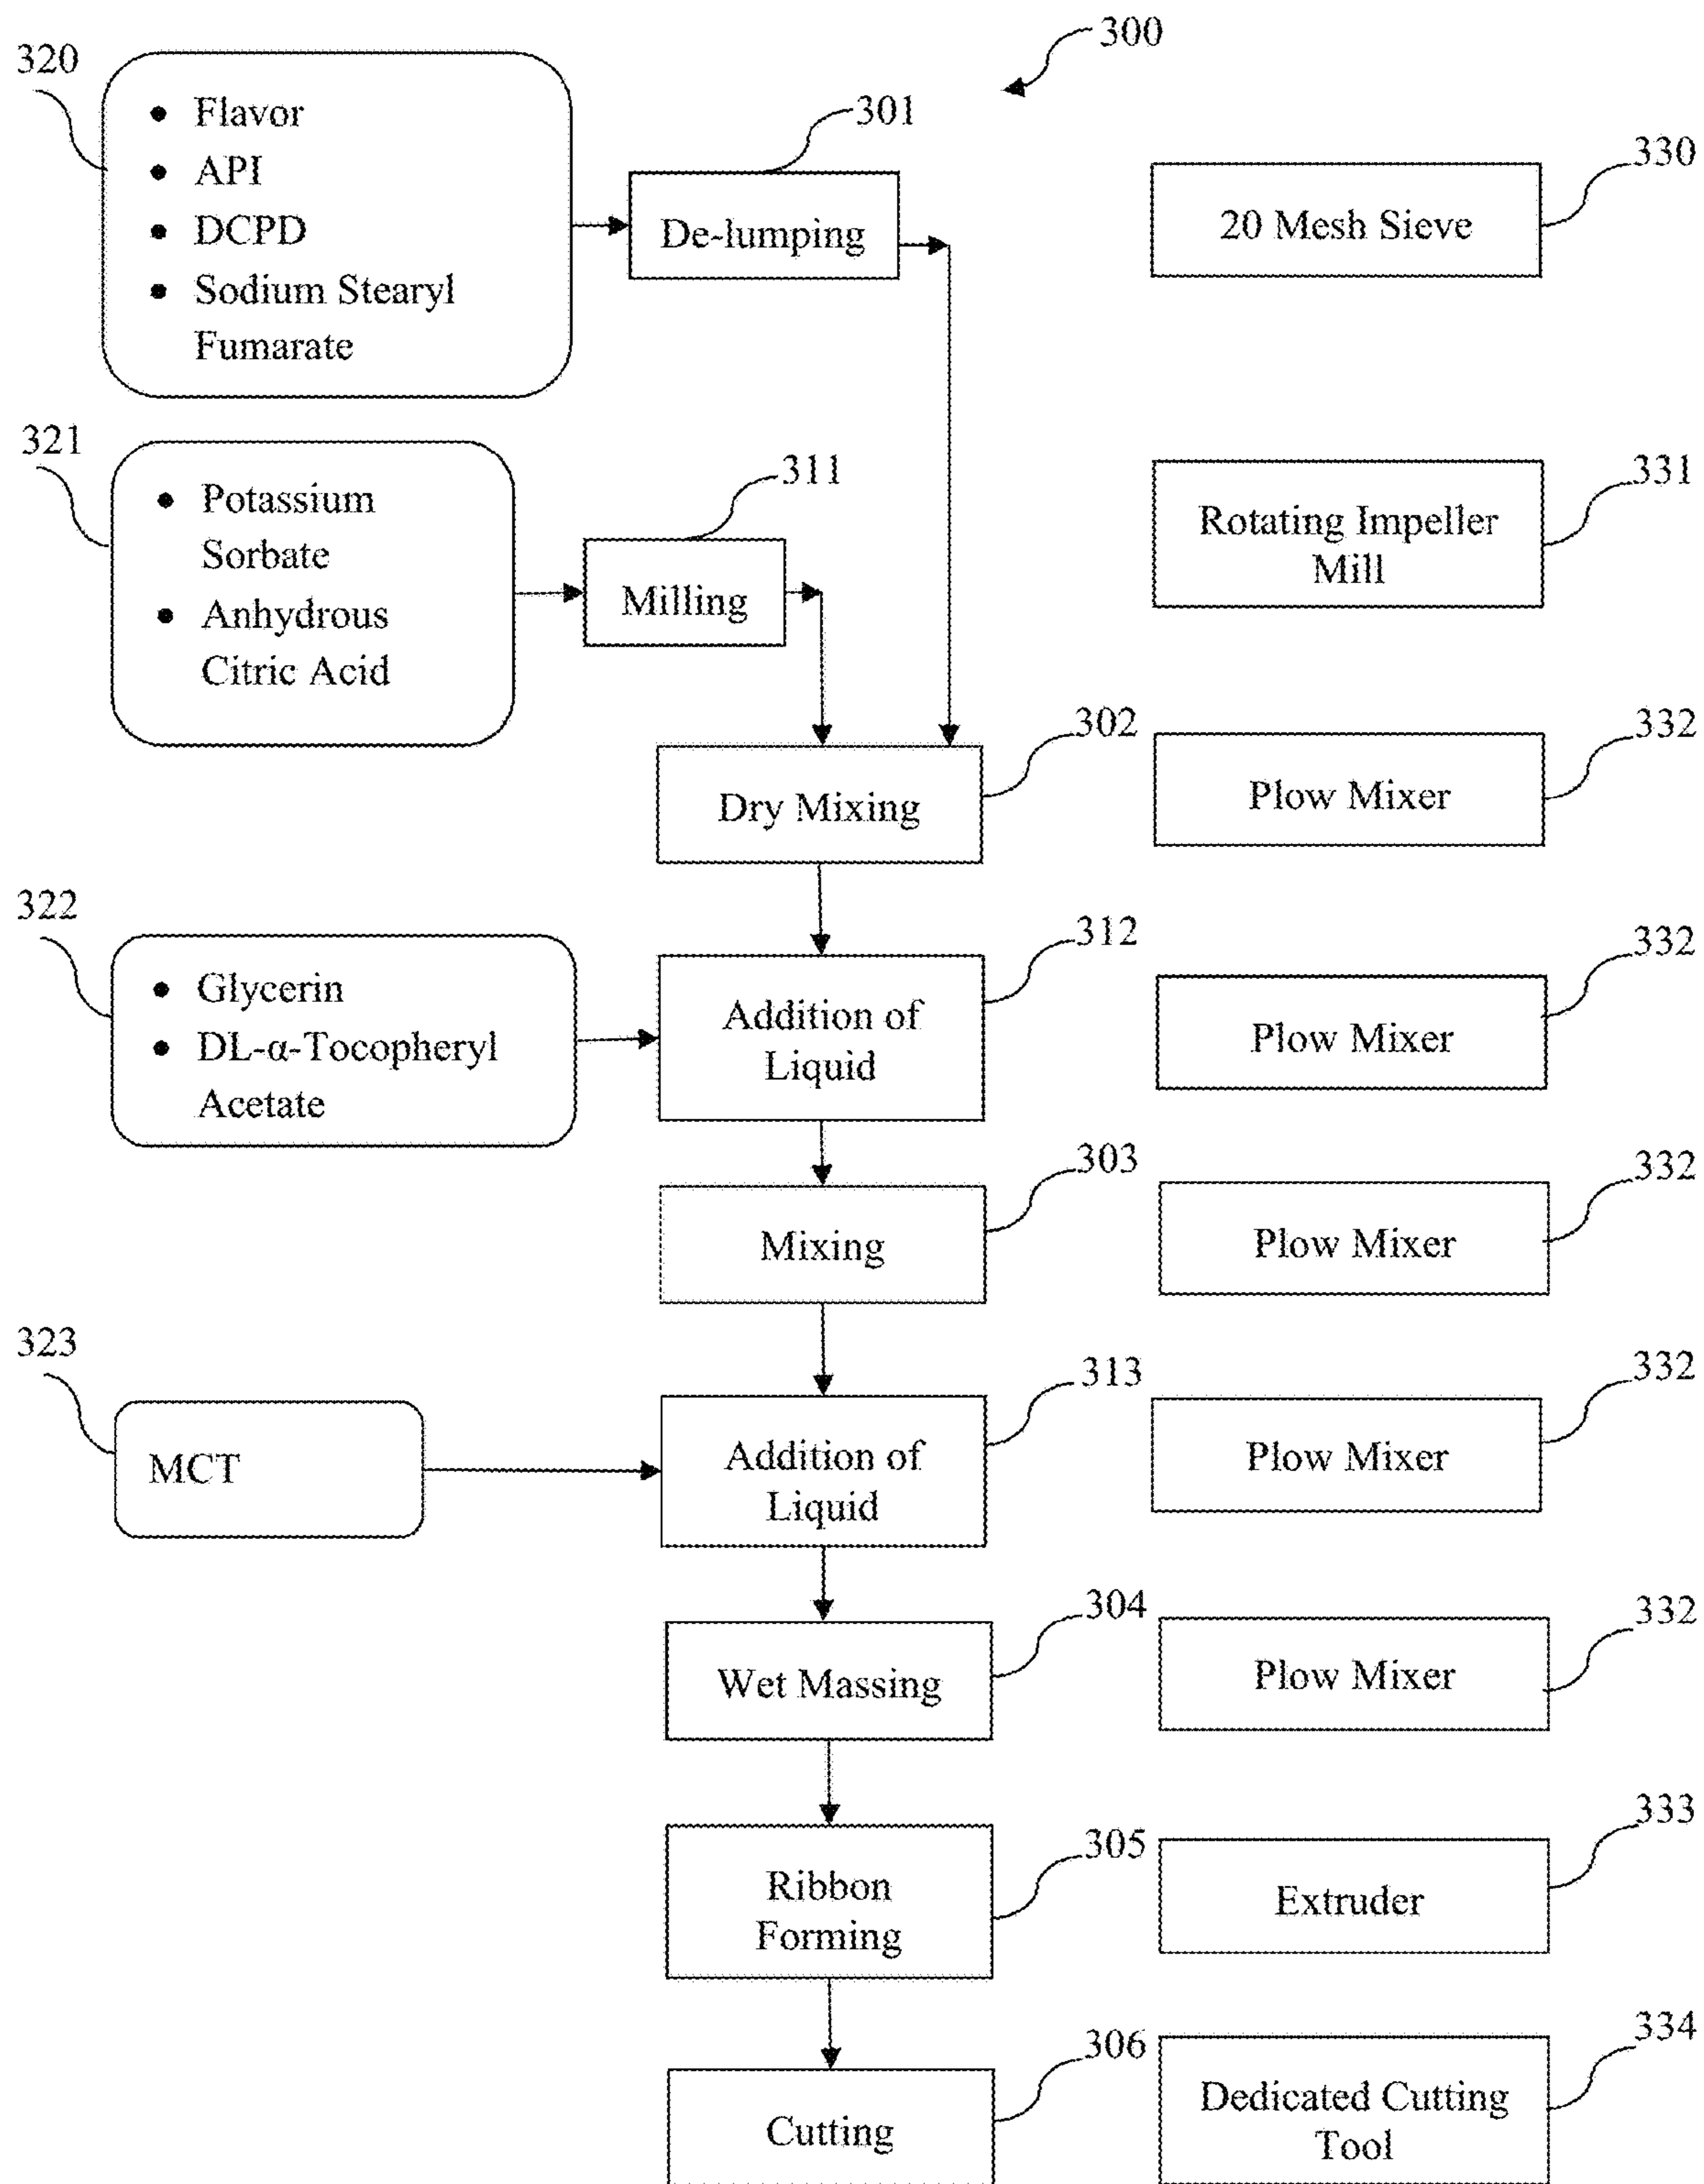 300
320
• Flavor
• API
• DCPD
• Sodium Stearyl
Fumarate
301
De-lumping
330
20 Mesh Sieve
321
• Potassium
Sorbate
• Anhydrous
Citric Acid
311
Milling
331
Rotating Impeller
Mill
302
Dry Mixing
332
Plow Mixer
322
• Glycerin
• DL-α-Tocopheryl
Acetate
312
Addition of
Liquid
332
Plow Mixer
303
Mixing
332
Plow Mixer
323
MCT
313
Addition of
Liquid
332
Plow Mixer
304
Wet Massing
332
Plow Mixer
305
Ribbon
Forming
333
Extruder
306
Cutting
334
Dedicated Cutting
Tool